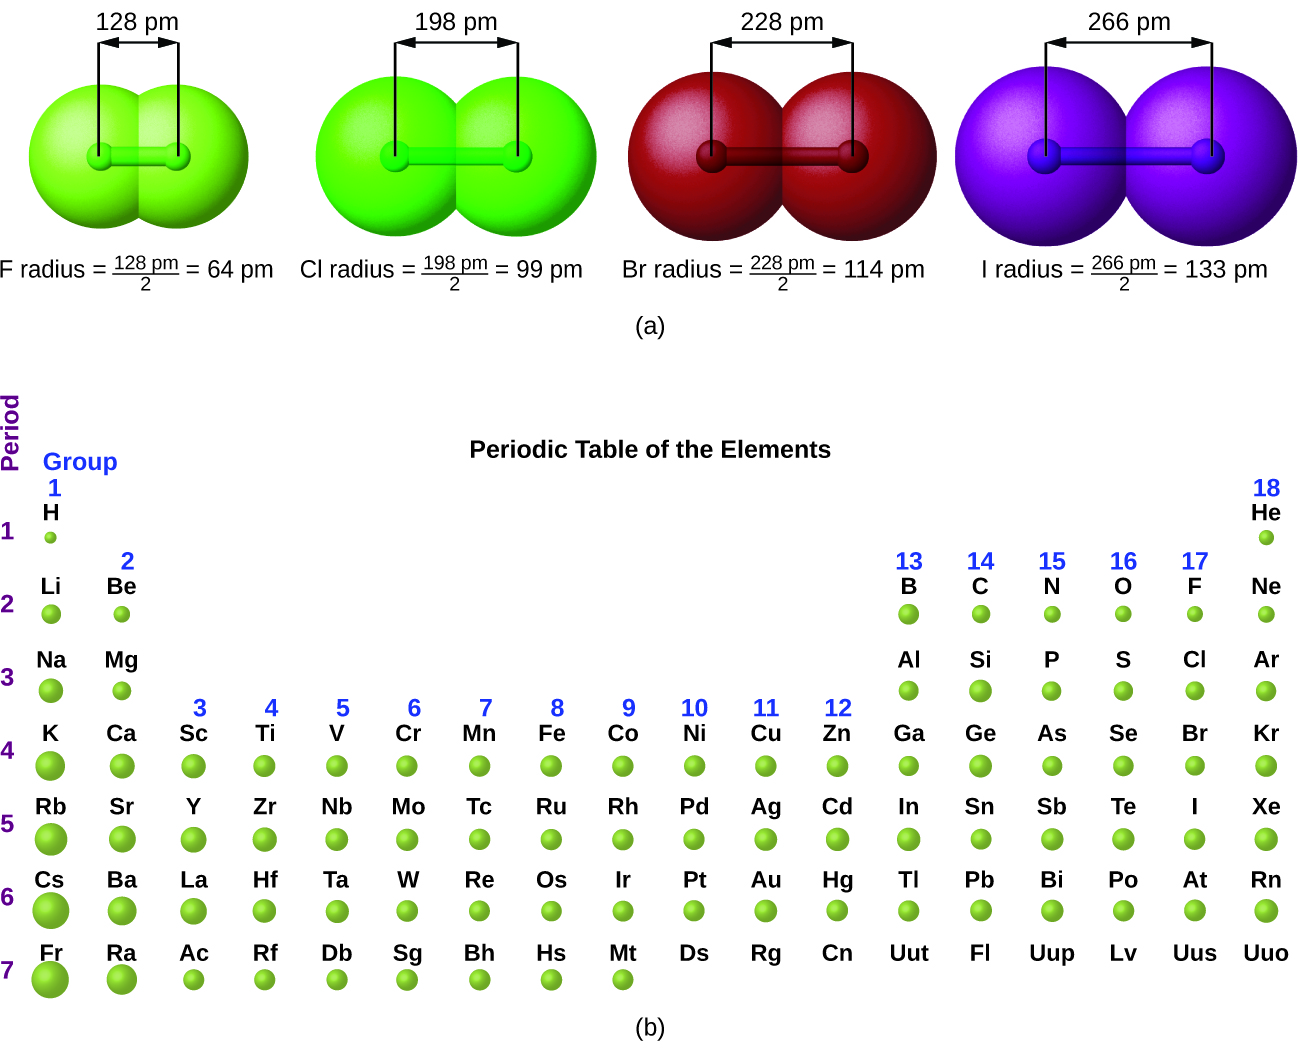 128 pm 198 pm 228 pm 266 pm
F radius = 128 pm / 2 = 64 pm Cl radius = 198 pm / 2 = 99 pm Br radius = 228 pm / 2 = 114 pm I radius = 266 pm / 2 = 133 pm
(a)
Period
Periodic Table of the Elements
Group
1 18
H He
1
2 13 14 15 16 17
Li Be B C N O F Ne
2
Na Mg Al Si P S Cl Ar
3
3 4 5 6 7 8 9 10 11 12
K Ca Sc Ti V Cr Mn Fe Co Ni Cu Zn Ga Ge As Se Br Kr
4
Rb Sr Y Zr Nb Mo Tc Ru Rh Pd Ag Cd In Sn Sb Te I Xe
5
Cs Ba La Hf Ta W Re Os Ir Pt Au Hg Tl Pb Bi Po At Rn
6
Fr Ra Ac Rf Db Sg Bh Hs Mt Ds Rg Cn Uut Fl Uup Lv Uus Uuo
7
(b)